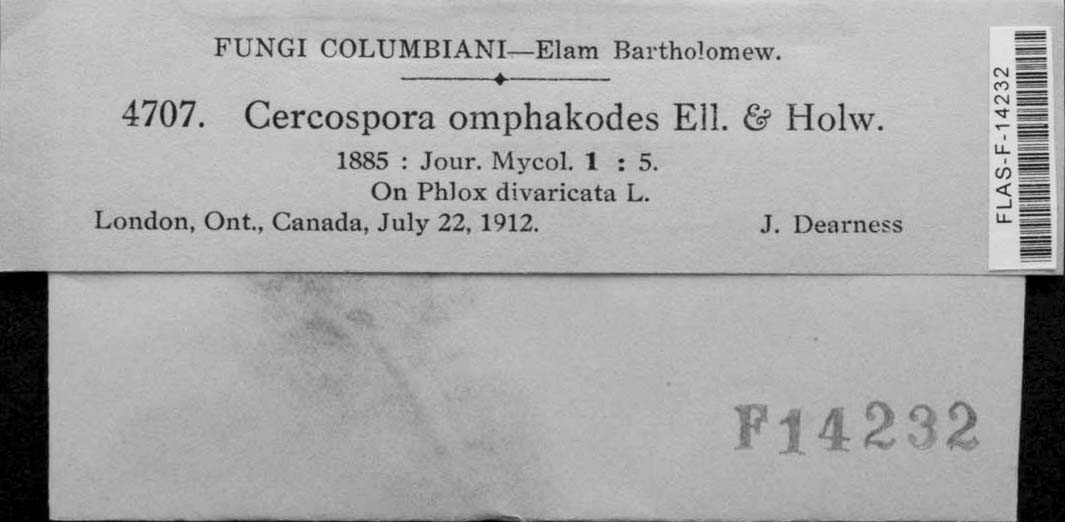 FUNGI COLUMBIANI—Elam Bartholomew.
4707. Cercospora omphakodes Ell. & Holw.
1885 : Jour. Mycol. 1 : 5.
On Phlox divaricata L.
London, Ont., Canada, July 22, 1912. J. Dearness
FLAS-F-14232
F14232